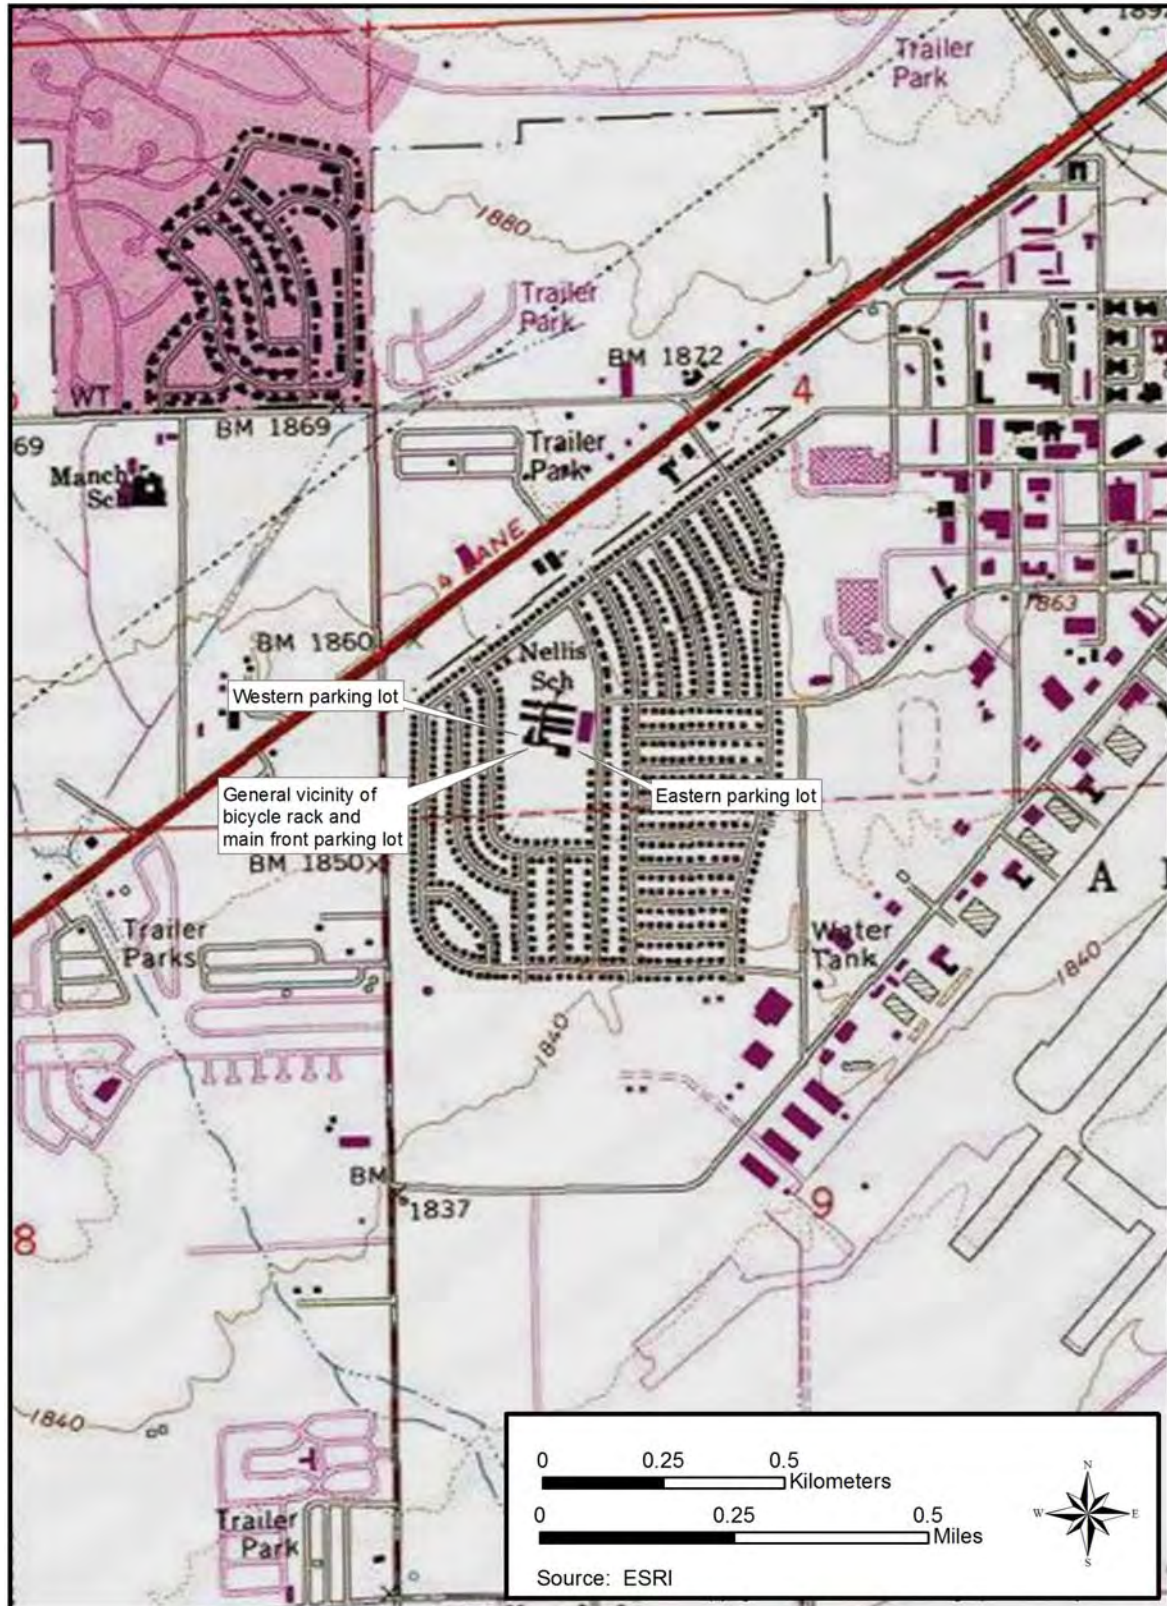 189
Trailer
Park
1880
Trailer
Park
BM 1872
4
WT
BM 1869
69
Trailer
Park
Manch
Sch
4 LANE
1863
BM 1860
Nellis
Sch
Western parking lot
General vicinity of
bicycle rack and
main front parking lot
Eastern parking lot
BM 1850
A
Trailer
Parks
Water
Tank
1840
1840
BM
1837
9
8
1840
Trailer
Park
0 0.25 0.5
Kilometers
0 0.25 0.5
Miles
N
W E
S
Source: ESRI